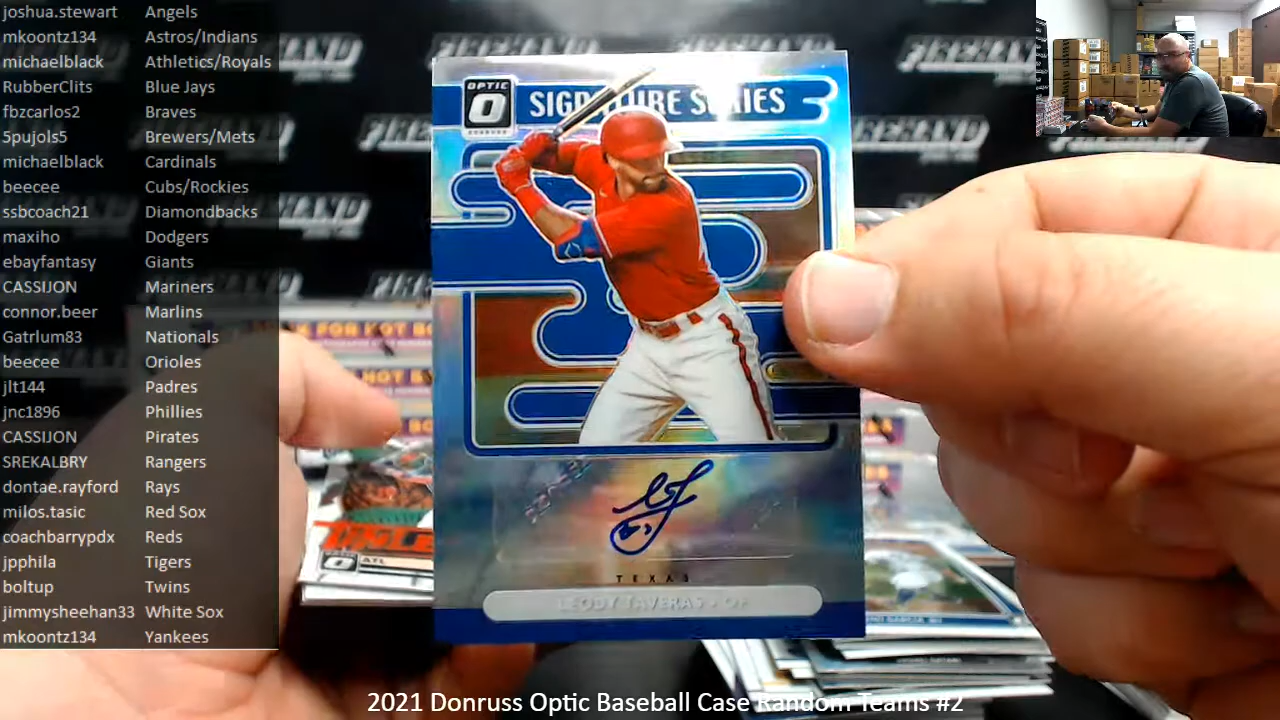 joshua.stewart Angels
mkoontz134 Astros/Indians
michaelblack Athletics/Royals
RubberClits Blue Jays
fbzcarlos2 Braves
5pujols5 Brewers/Mets
michaelblack Cardinals
beecee Cubs/Rockies
ssbcoach21 Diamondbacks
maxiho Dodgers
ebayfantasy Giants
CASSIJON Mariners
connor.beer Marlins
Gatrlum83 Nationals
beecee Orioles
jlt144 Padres
jnc1896 Phillies
CASSIJON Pirates
SREKALBRY Rangers
dontae.rayford Rays
milos.tasic Red Sox
coachbarrypdx Reds
jpphila Tigers
boltup Twins
jimmysheehan33 White Sox
mkoontz134 Yankees
OPTIC
DONRUSS
SIGNATURE SERIES
TEXAS
LEODY TAVERAS • OF
ATL
2021 Donruss Optic Baseball Case Random Teams #2